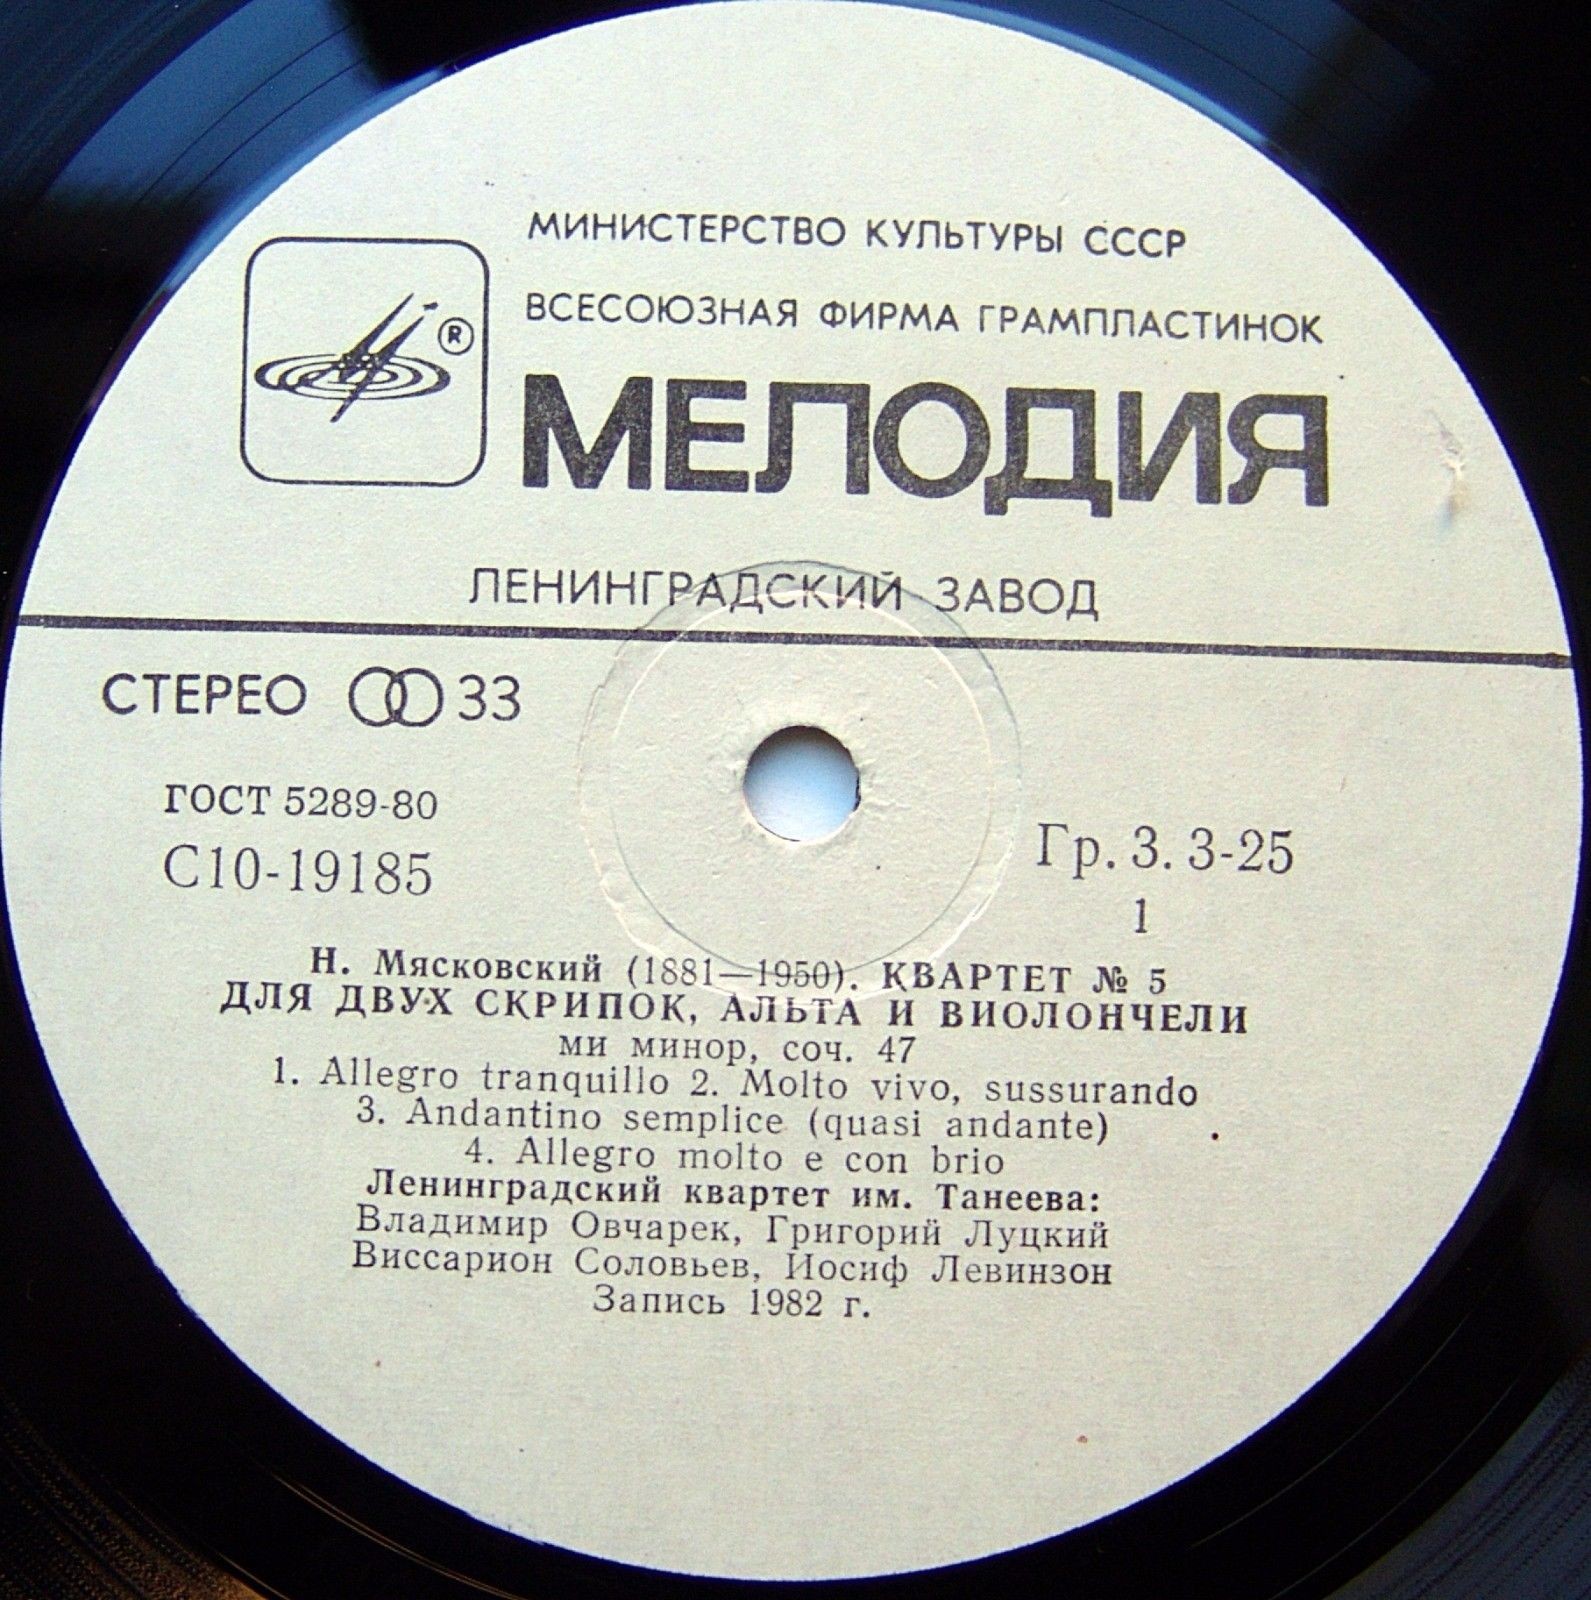 МИНИСТЕРСТВО КУЛЬТУРЫ СССР
ВСЕСОЮЗНАЯ ФИРМА ГРАМПЛАСТИНОК
®
МЕЛОДИЯ
ЛЕНИНГРАДСКИЙ ЗАВОД
СТЕРЕО 33
ГОСТ 5289-80
С10-19185
Гр. 3. 3-25
1
Н. Мясковский (1881—1950). КВАРТЕТ № 5
ДЛЯ ДВУХ СКРИПОК, АЛЬТА И ВИОЛОНЧЕЛИ
ми минор, соч. 47
1. Allegro tranquillo 2. Molto vivo, sussurando
3. Andantino semplice (quasi andante)
4. Allegro molto e con brio
Ленинградский квартет им. Танеева:
Владимир Овчарек, Григорий Луцкий
Виссарион Соловьев, Иосиф Левинзон
Запись 1982 г.